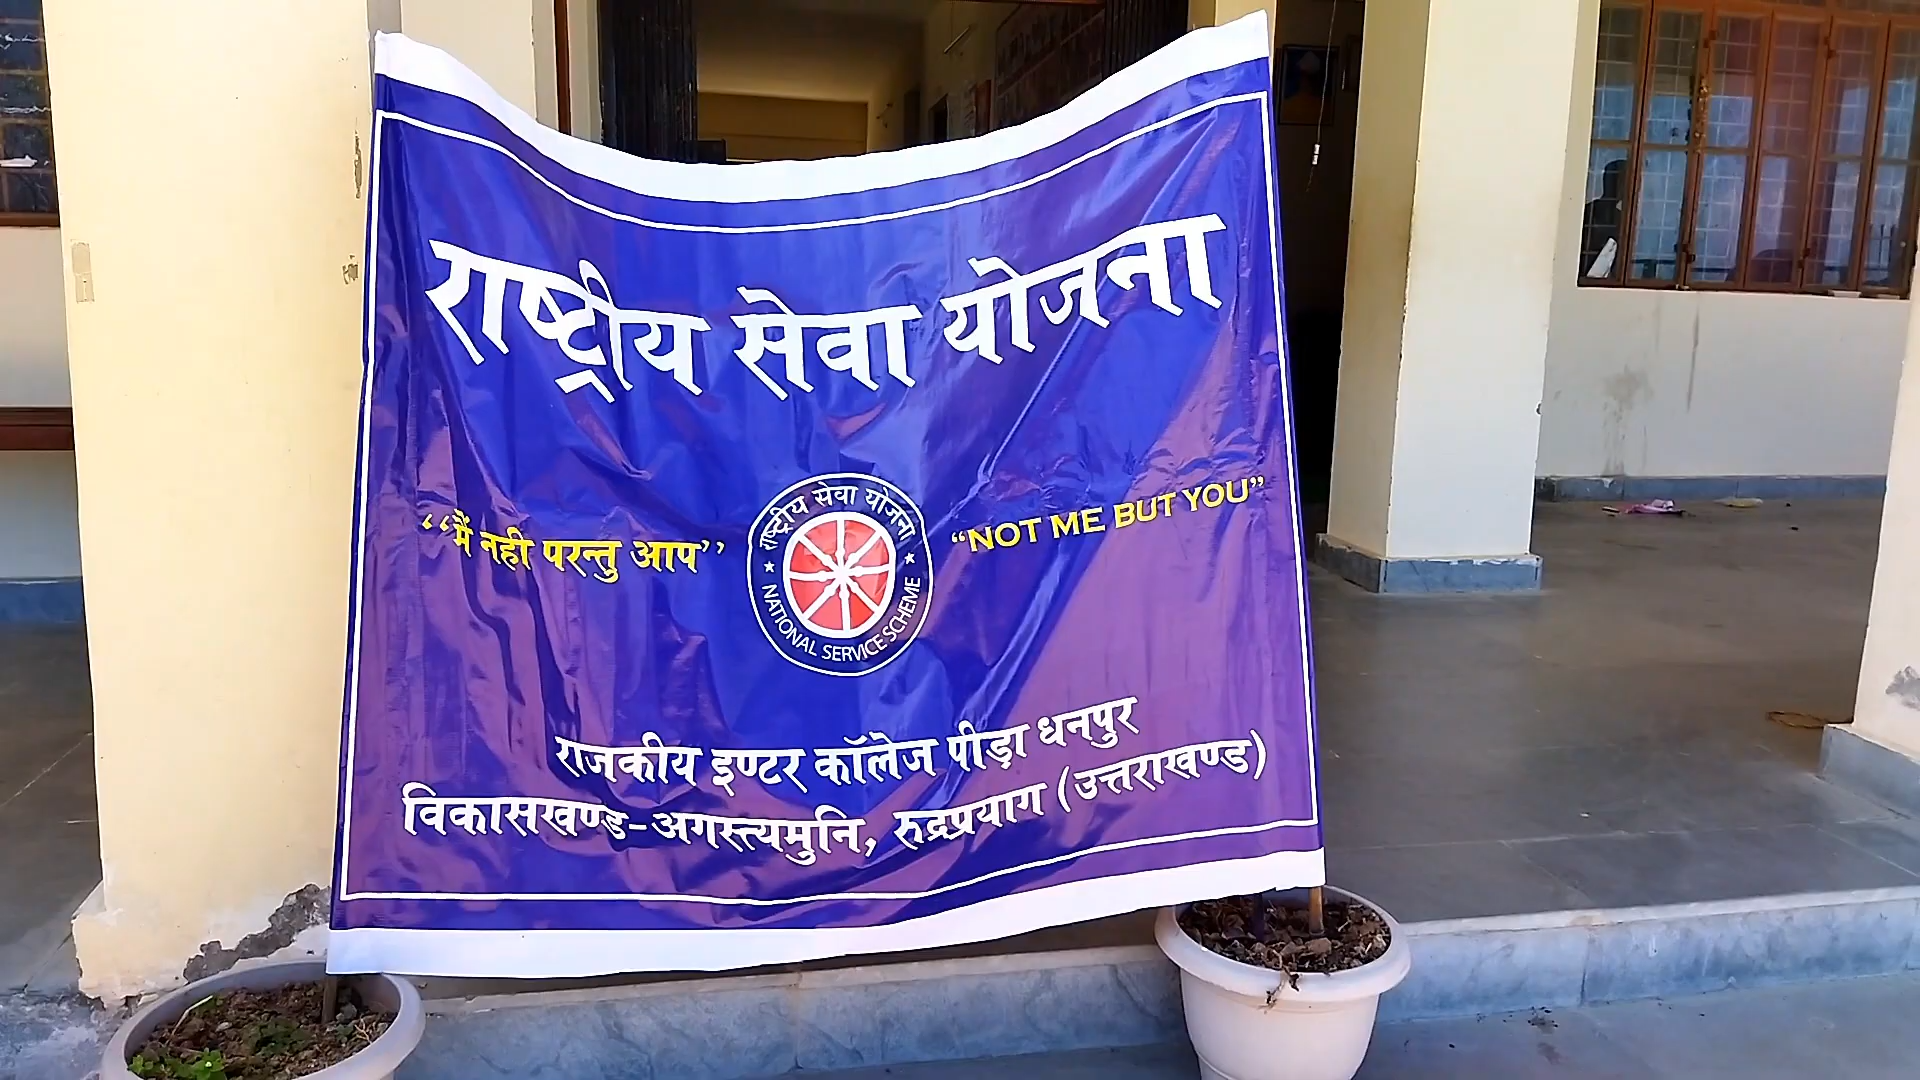 राष्ट्रीय सेवा योजना
“मैं नही परन्तु आप”
राष्ट्रीय सेवा योजना
NATIONAL SERVICE SCHEME
“NOT ME BUT YOU”
राजकीय इण्टर कॉलेज पीड़ा धनपुर
विकासखण्ड-अगस्त्यमुनि, रुद्रप्रयाग (उत्तराखण्ड)